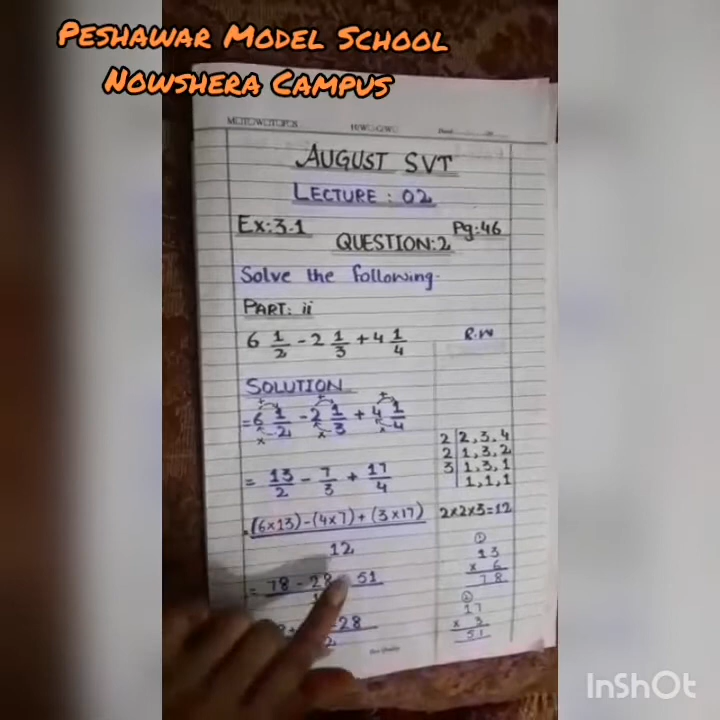 PESHAWAR MODEL SCHOOL
NOWSHERA CAMPUS
AUGUST SVT
LECTURE : 02
Ex:3.1 Pg:46
QUESTION:2
Solve the following.
PART: ii
6 1/2 - 2 1/3 + 4 1/4
R.W
SOLUTION
= 6 1/2 - 2 1/3 + 4 1/4
= 13/2 - 7/3 + 17/4
(6×13) - (4×7) + (3×17)
12
= 78 - 28 51
28
2 | 2, 3, 4
2 | 1, 3, 2
3 | 1, 3, 1
1, 1, 1
2×2×3=12
①
13
× 6
78
②
17
× 3
51
InShOt